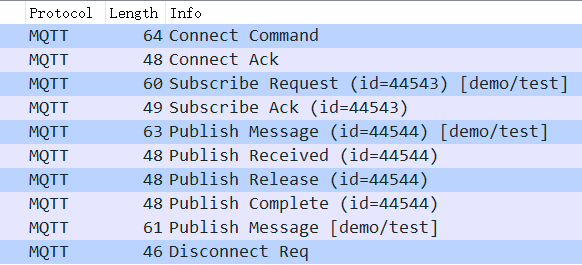 Protocol Length Info
MQTT 64 Connect Command
MQTT 48 Connect Ack
MQTT 60 Subscribe Request (id=44543) [demo/test]
MQTT 49 Subscribe Ack (id=44543)
MQTT 63 Publish Message (id=44544) [demo/test]
MQTT 48 Publish Received (id=44544)
MQTT 48 Publish Release (id=44544)
MQTT 48 Publish Complete (id=44544)
MQTT 61 Publish Message [demo/test]
MQTT 46 Disconnect Req